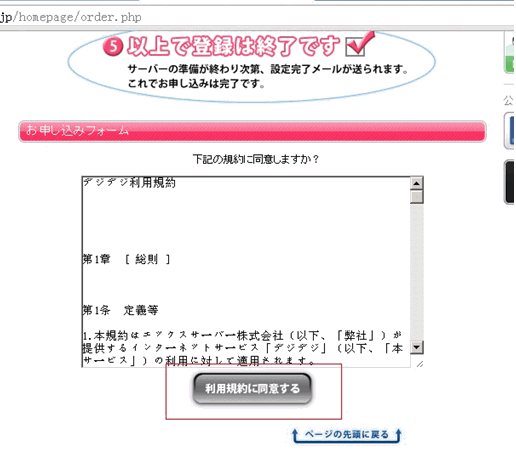 jp/homepage/order.php
5 以上で登録は終了です
サーバーの準備が終わり次第、設定完了メールが送られます。
これでお申し込みは完了です。
お申し込みフォーム
下記の規約に同意しますか？
デジデジ利用規約
第1章　[ 総則 ]
第1条　定義等
1.本規約はエックスサーバー株式会社（以下、「弊社」）が
提供するインターネットサービス「デジデジ」（以下、「本
サービス」）の利用に対して適用されます。
利用規約に同意する
ページの先頭に戻る